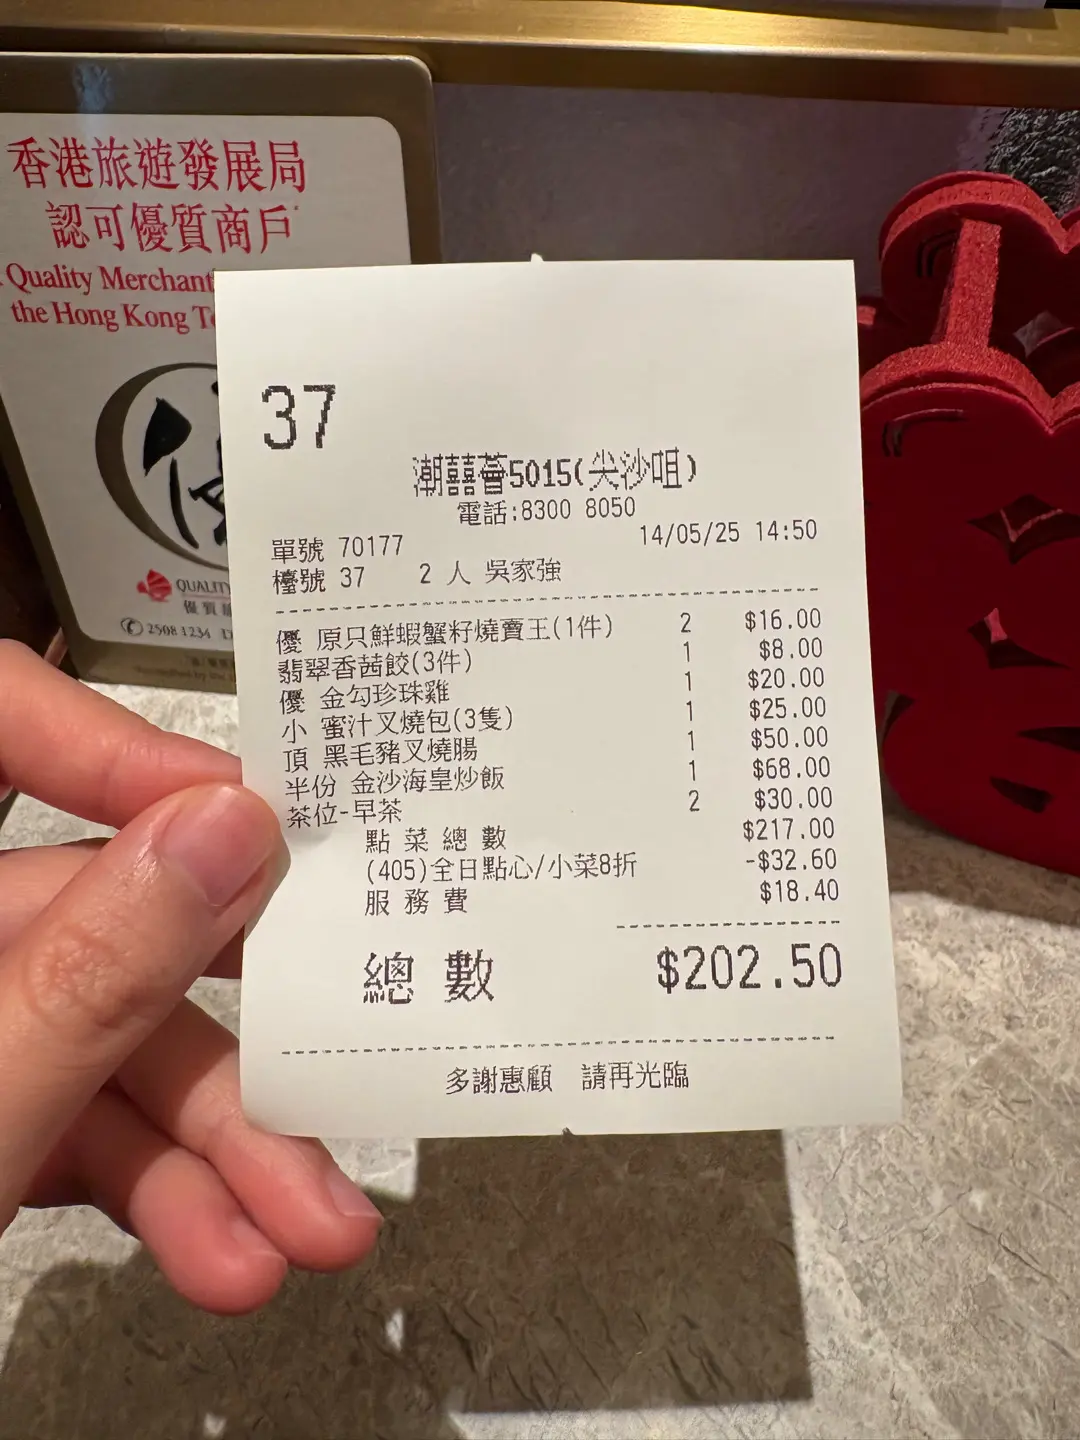 香港旅遊發展局
認可優質商戶
Quality Merchant
the Hong Kong
QUALITY
優質
2508 1234
37
潮囍薈5015(尖沙咀)
電話:8300 8050
單號 70177 14/05/25 14:50
檯號 37 2 人 吳家強
優 原只鮮蝦蟹籽燒賣王(1件) 2 $16.00
翡翠香茜餃(3件) 1 $8.00
優 金勾珍珠雞 1 $20.00
小 蜜汁叉燒包(3隻) 1 $25.00
頂 黑毛豬叉燒腸 1 $50.00
半份 金沙海皇炒飯 1 $68.00
茶位-早茶 2 $30.00
點菜總數 $217.00
(405)全日點心/小菜8折 -$32.60
服務費 $18.40
總數 $202.50
多謝惠顧 請再光臨